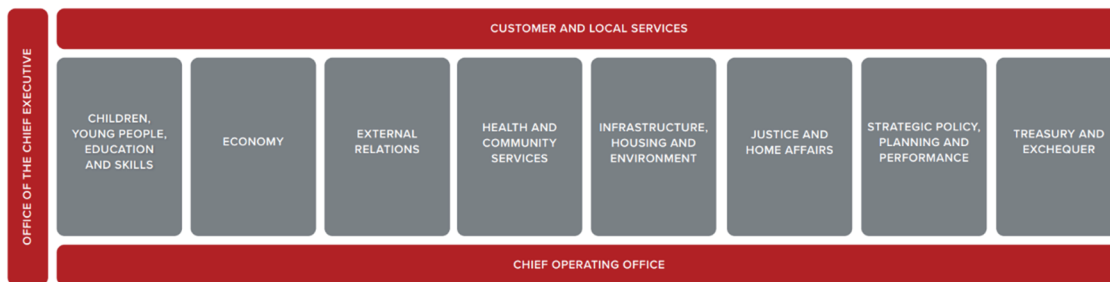 OFFICE OF THE CHIEF EXECUTIVE
CUSTOMER AND LOCAL SERVICES
CHILDREN,
YOUNG PEOPLE,
EDUCATION
AND SKILLS
ECONOMY
EXTERNAL
RELATIONS
HEALTH AND
COMMUNITY
SERVICES
INFRASTRUCTURE,
HOUSING AND
ENVIRONMENT
JUSTICE AND
HOME AFFAIRS
STRATEGIC POLICY,
PLANNING AND
PERFORMANCE
TREASURY AND
EXCHEQUER
CHIEF OPERATING OFFICE